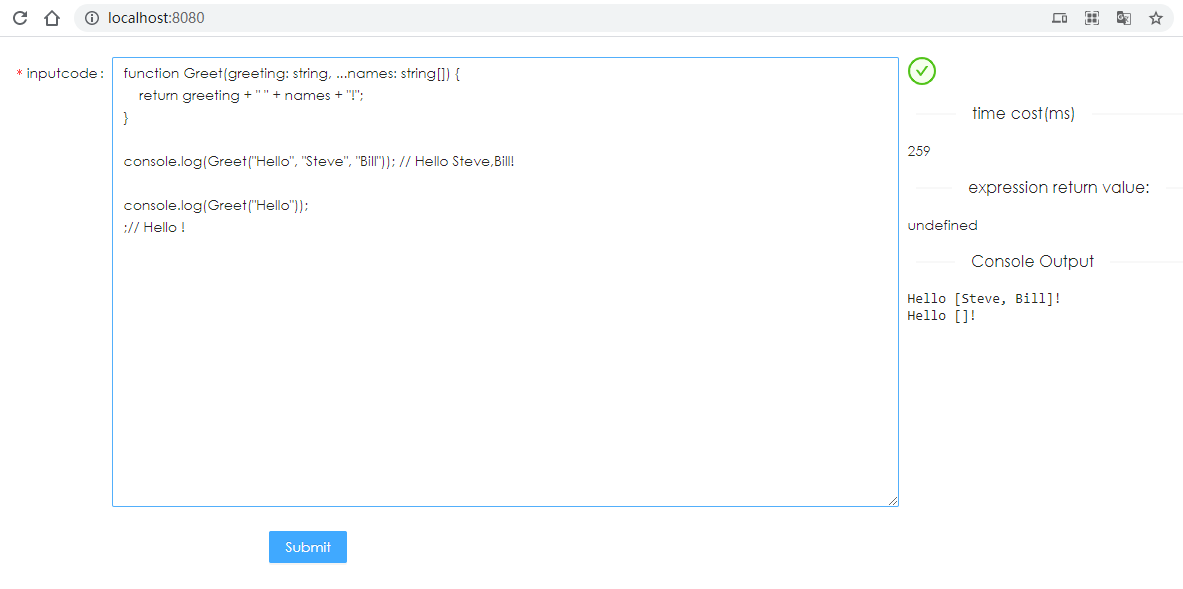 localhost:8080
* inputcode :
function Greet(greeting: string, ...names: string[]) {
    return greeting + " " + names + "!";
}
console.log(Greet("Hello", "Steve", "Bill")); // Hello Steve,Bill!
console.log(Greet("Hello"));
;// Hello !
Submit
time cost(ms)
259
expression return value:
undefined
Console Output
Hello [Steve, Bill]!
Hello []!